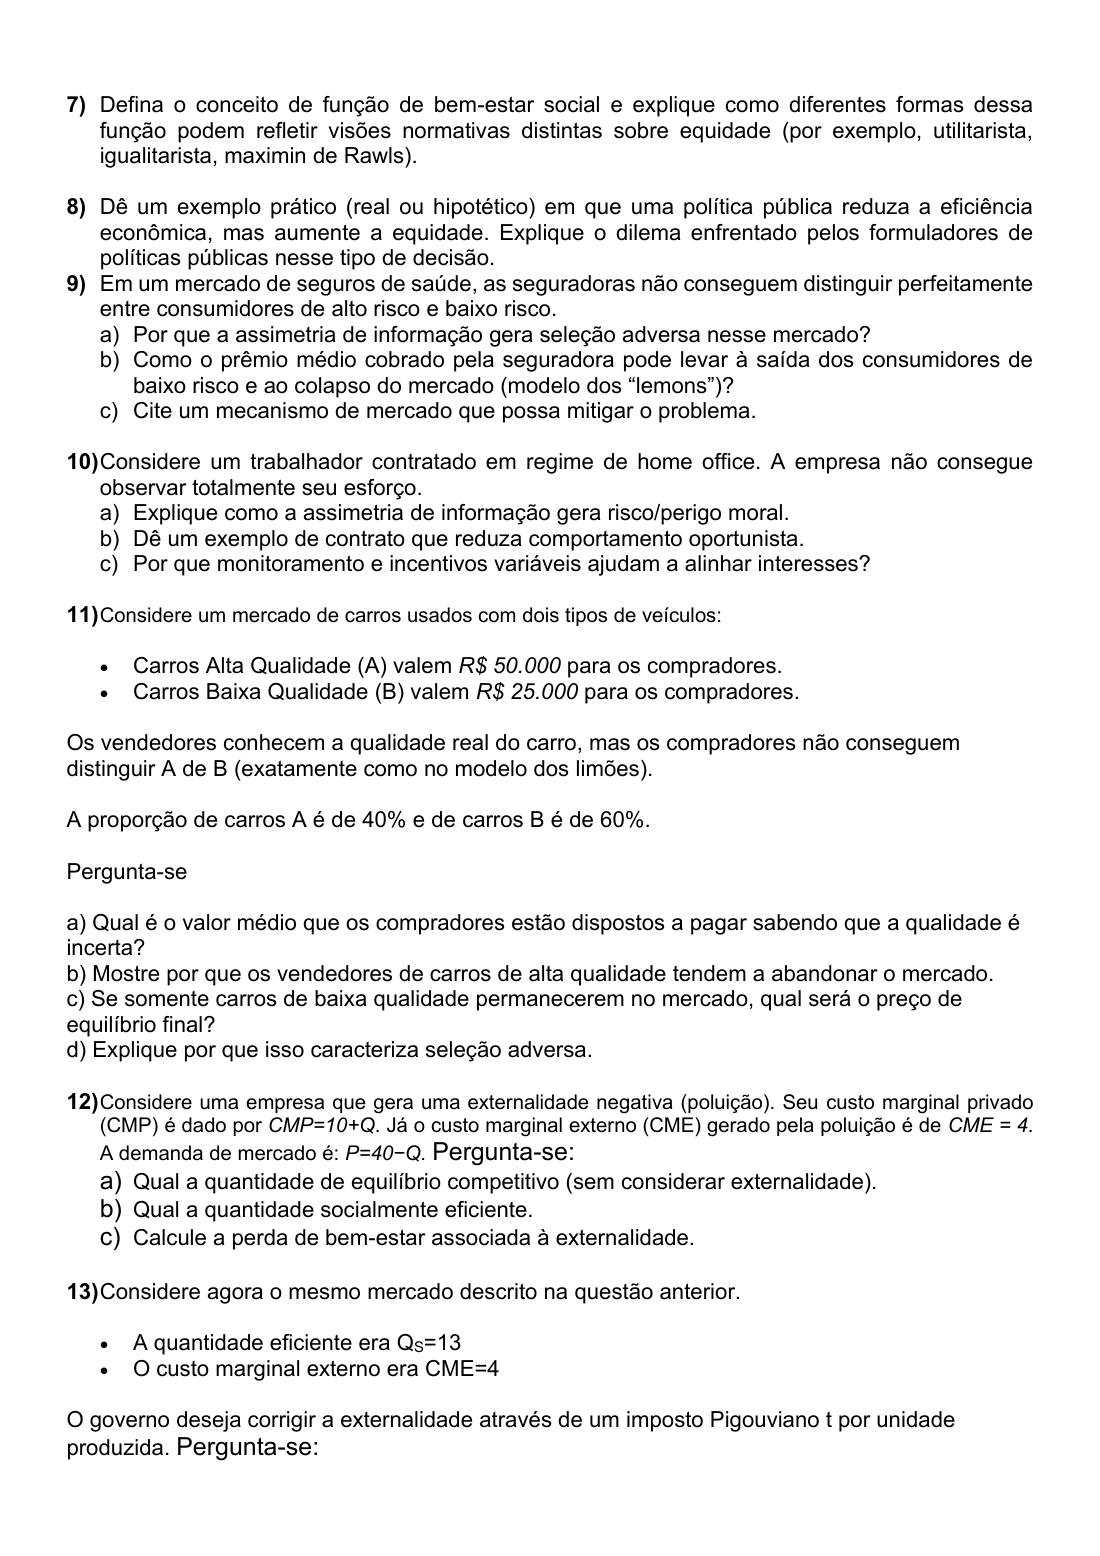 7) Defina o conceito de função de bem-estar social e explique como diferentes formas dessa
função podem refletir visões normativas distintas sobre equidade (por exemplo, utilitarista,
igualitarista, maximin de Rawls).
8) Dê um exemplo prático (real ou hipotético) em que uma política pública reduza a eficiência
econômica, mas aumente a equidade. Explique o dilema enfrentado pelos formuladores de
políticas públicas nesse tipo de decisão.
9) Em um mercado de seguros de saúde, as seguradoras não conseguem distinguir perfeitamente
entre consumidores de alto risco e baixo risco.
a) Por que a assimetria de informação gera seleção adversa nesse mercado?
b) Como o prêmio médio cobrado pela seguradora pode levar à saída dos consumidores de
baixo risco e ao colapso do mercado (modelo dos “lemons”)?
c) Cite um mecanismo de mercado que possa mitigar o problema.
10) Considere um trabalhador contratado em regime de home office. A empresa não consegue
observar totalmente seu esforço.
a) Explique como a assimetria de informação gera risco/perigo moral.
b) Dê um exemplo de contrato que reduza comportamento oportunista.
c) Por que monitoramento e incentivos variáveis ajudam a alinhar interesses?
11) Considere um mercado de carros usados com dois tipos de veículos:
• Carros Alta Qualidade (A) valem R$ 50.000 para os compradores.
• Carros Baixa Qualidade (B) valem R$ 25.000 para os compradores.
Os vendedores conhecem a qualidade real do carro, mas os compradores não conseguem
distinguir A de B (exatamente como no modelo dos limões).
A proporção de carros A é de 40% e de carros B é de 60%.
Pergunta-se
a) Qual é o valor médio que os compradores estão dispostos a pagar sabendo que a qualidade é
incerta?
b) Mostre por que os vendedores de carros de alta qualidade tendem a abandonar o mercado.
c) Se somente carros de baixa qualidade permanecerem no mercado, qual será o preço de
equilíbrio final?
d) Explique por que isso caracteriza seleção adversa.
12) Considere uma empresa que gera uma externalidade negativa (poluição). Seu custo marginal privado
(CMP) é dado por CMP=10+Q. Já o custo marginal externo (CME) gerado pela poluição é de CME = 4.
A demanda de mercado é: P=40−Q. Pergunta-se:
a) Qual a quantidade de equilíbrio competitivo (sem considerar externalidade).
b) Qual a quantidade socialmente eficiente.
c) Calcule a perda de bem-estar associada à externalidade.
13) Considere agora o mesmo mercado descrito na questão anterior.
• A quantidade eficiente era QS=13
• O custo marginal externo era CME=4
O governo deseja corrigir a externalidade através de um imposto Pigouviano t por unidade
produzida. Pergunta-se: